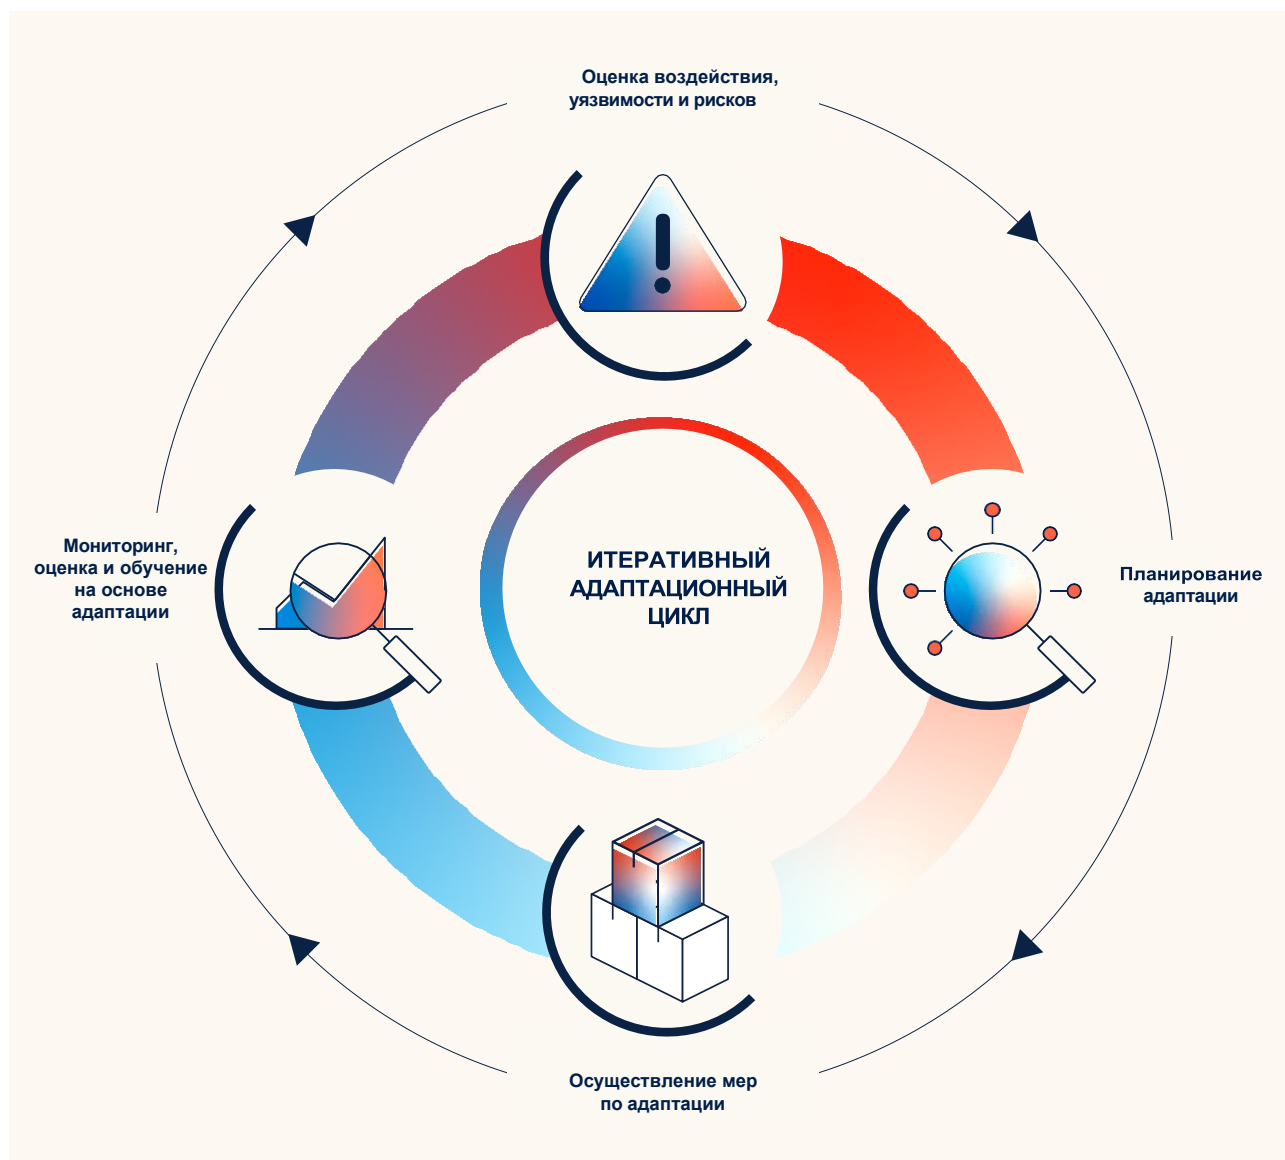 Оценка воздействия,
уязвимости и рисков
Мониторинг,
оценка и обучение
на основе
адаптации
ИТЕРАТИВНЫЙ
АДАПТАЦИОННЫЙ
ЦИКЛ
Планирование
адаптации
Осуществление мер
по адаптации